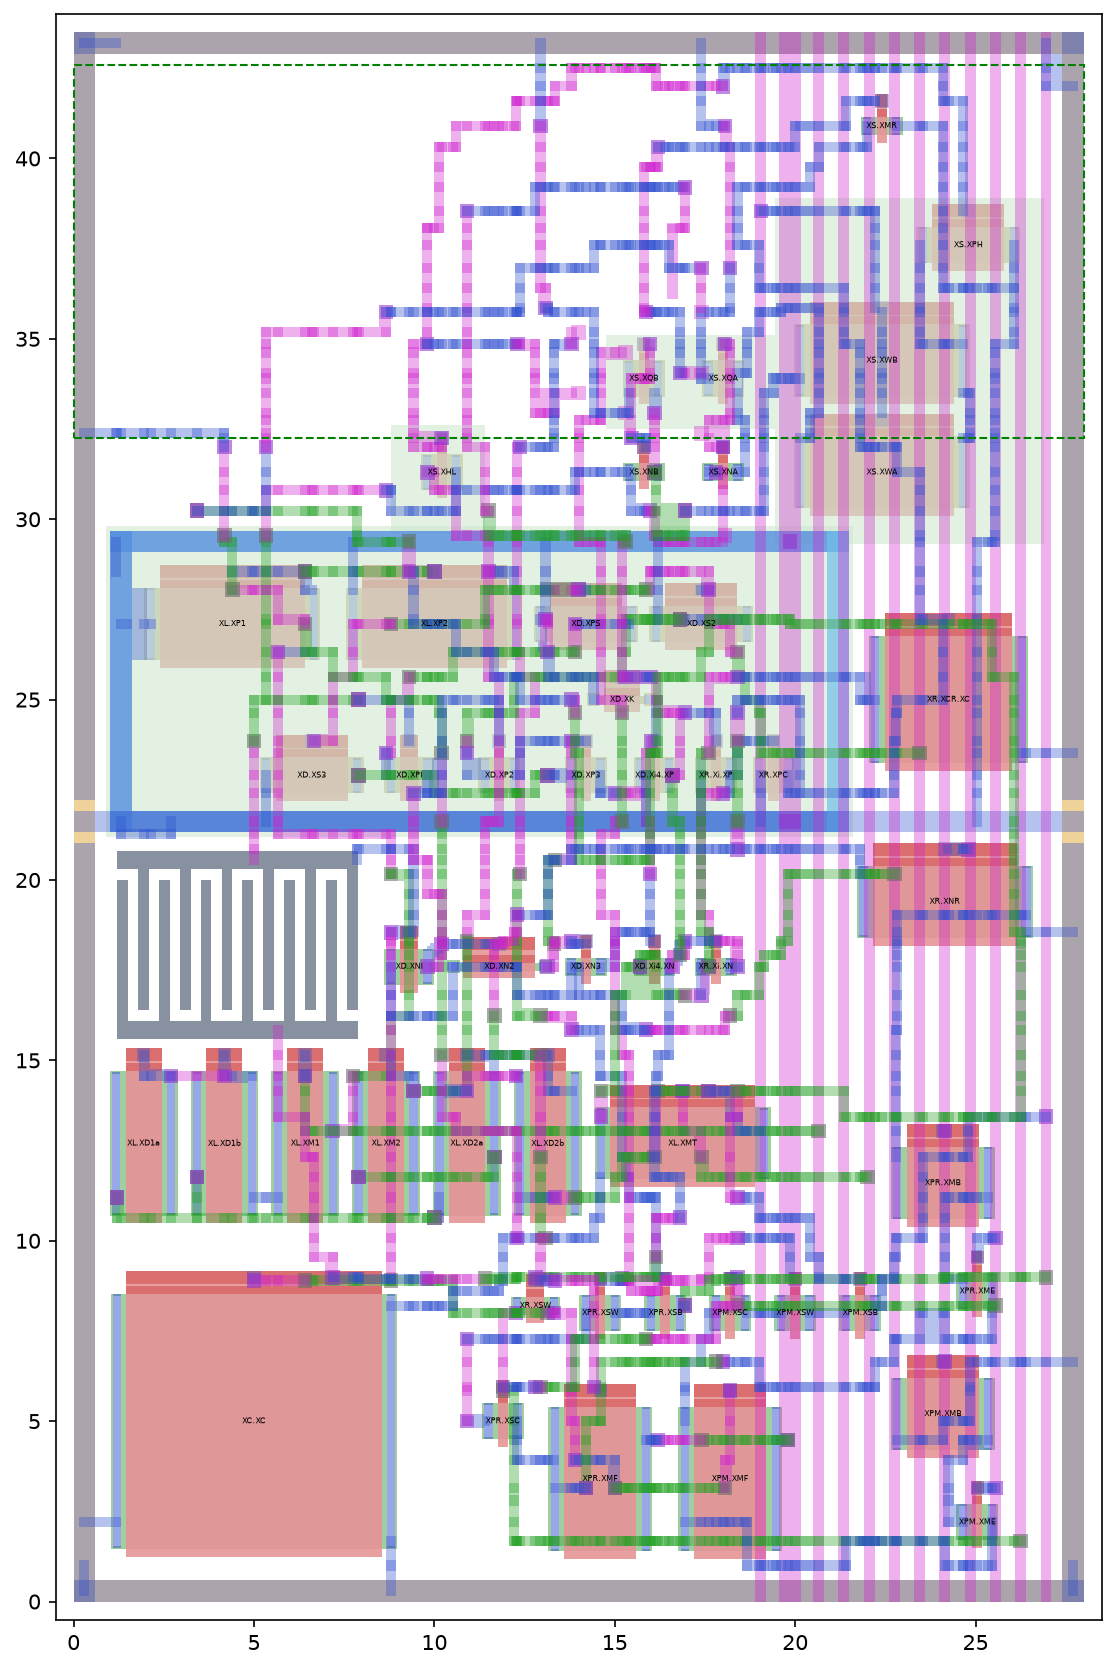 40
35
30
25
20
15
10
5
0
0 5 10 15 20 25
XS.XMR
XS.XPH
XS.XWB
XS.XQB XS.XQA
XS.XHL XS.XNB XS.XNA XS.XWA
XL.XP1 XL.XP2 XD.XPS XD.XS2
XD.XK XR.XCR.XC
XD.XS3 XD.XPI XD.XP2 XD.XP3 XD.Xi4.XP XR.Xi.XP XR.XPC
XR.XNR
XD.XNI XD.XN2 XD.XN3 XD.Xi4.XN XR.Xi.XN
XL.XD1a XL.XD1b XL.XM1 XL.XM2 XL.XD2a XL.XD2b XL.XMT
XPR.XMB
XPR.XME
XR.XSW XPR.XSW XPR.XSB XPM.XSC XPM.XSW XPM.XSB
XC.XC XPR.XSC XPM.XMB
XPR.XMF XPM.XMF
XPM.XME